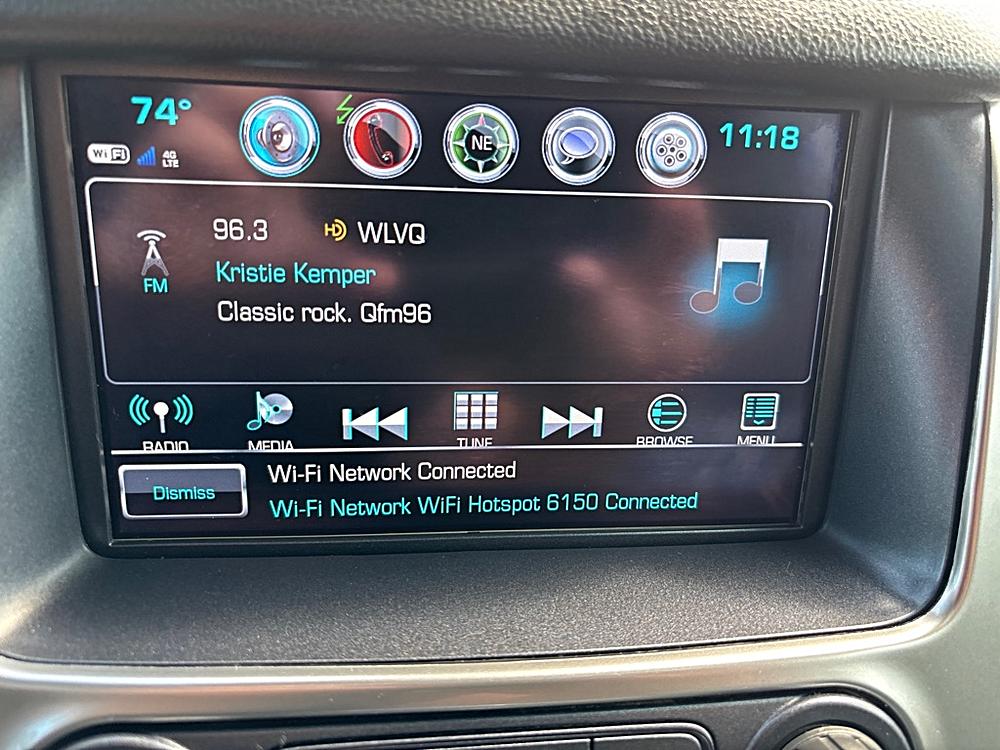 74°
WiFi
4G
LTE
NE
11:18
96.3 HD WLVQ
FM
Kristie Kemper
Classic rock. Qfm96
RADIO MEDIA TUNE BROWSE MENU
Dismiss
Wi-Fi Network Connected
Wi-Fi Network WiFi Hotspot 6150 Connected